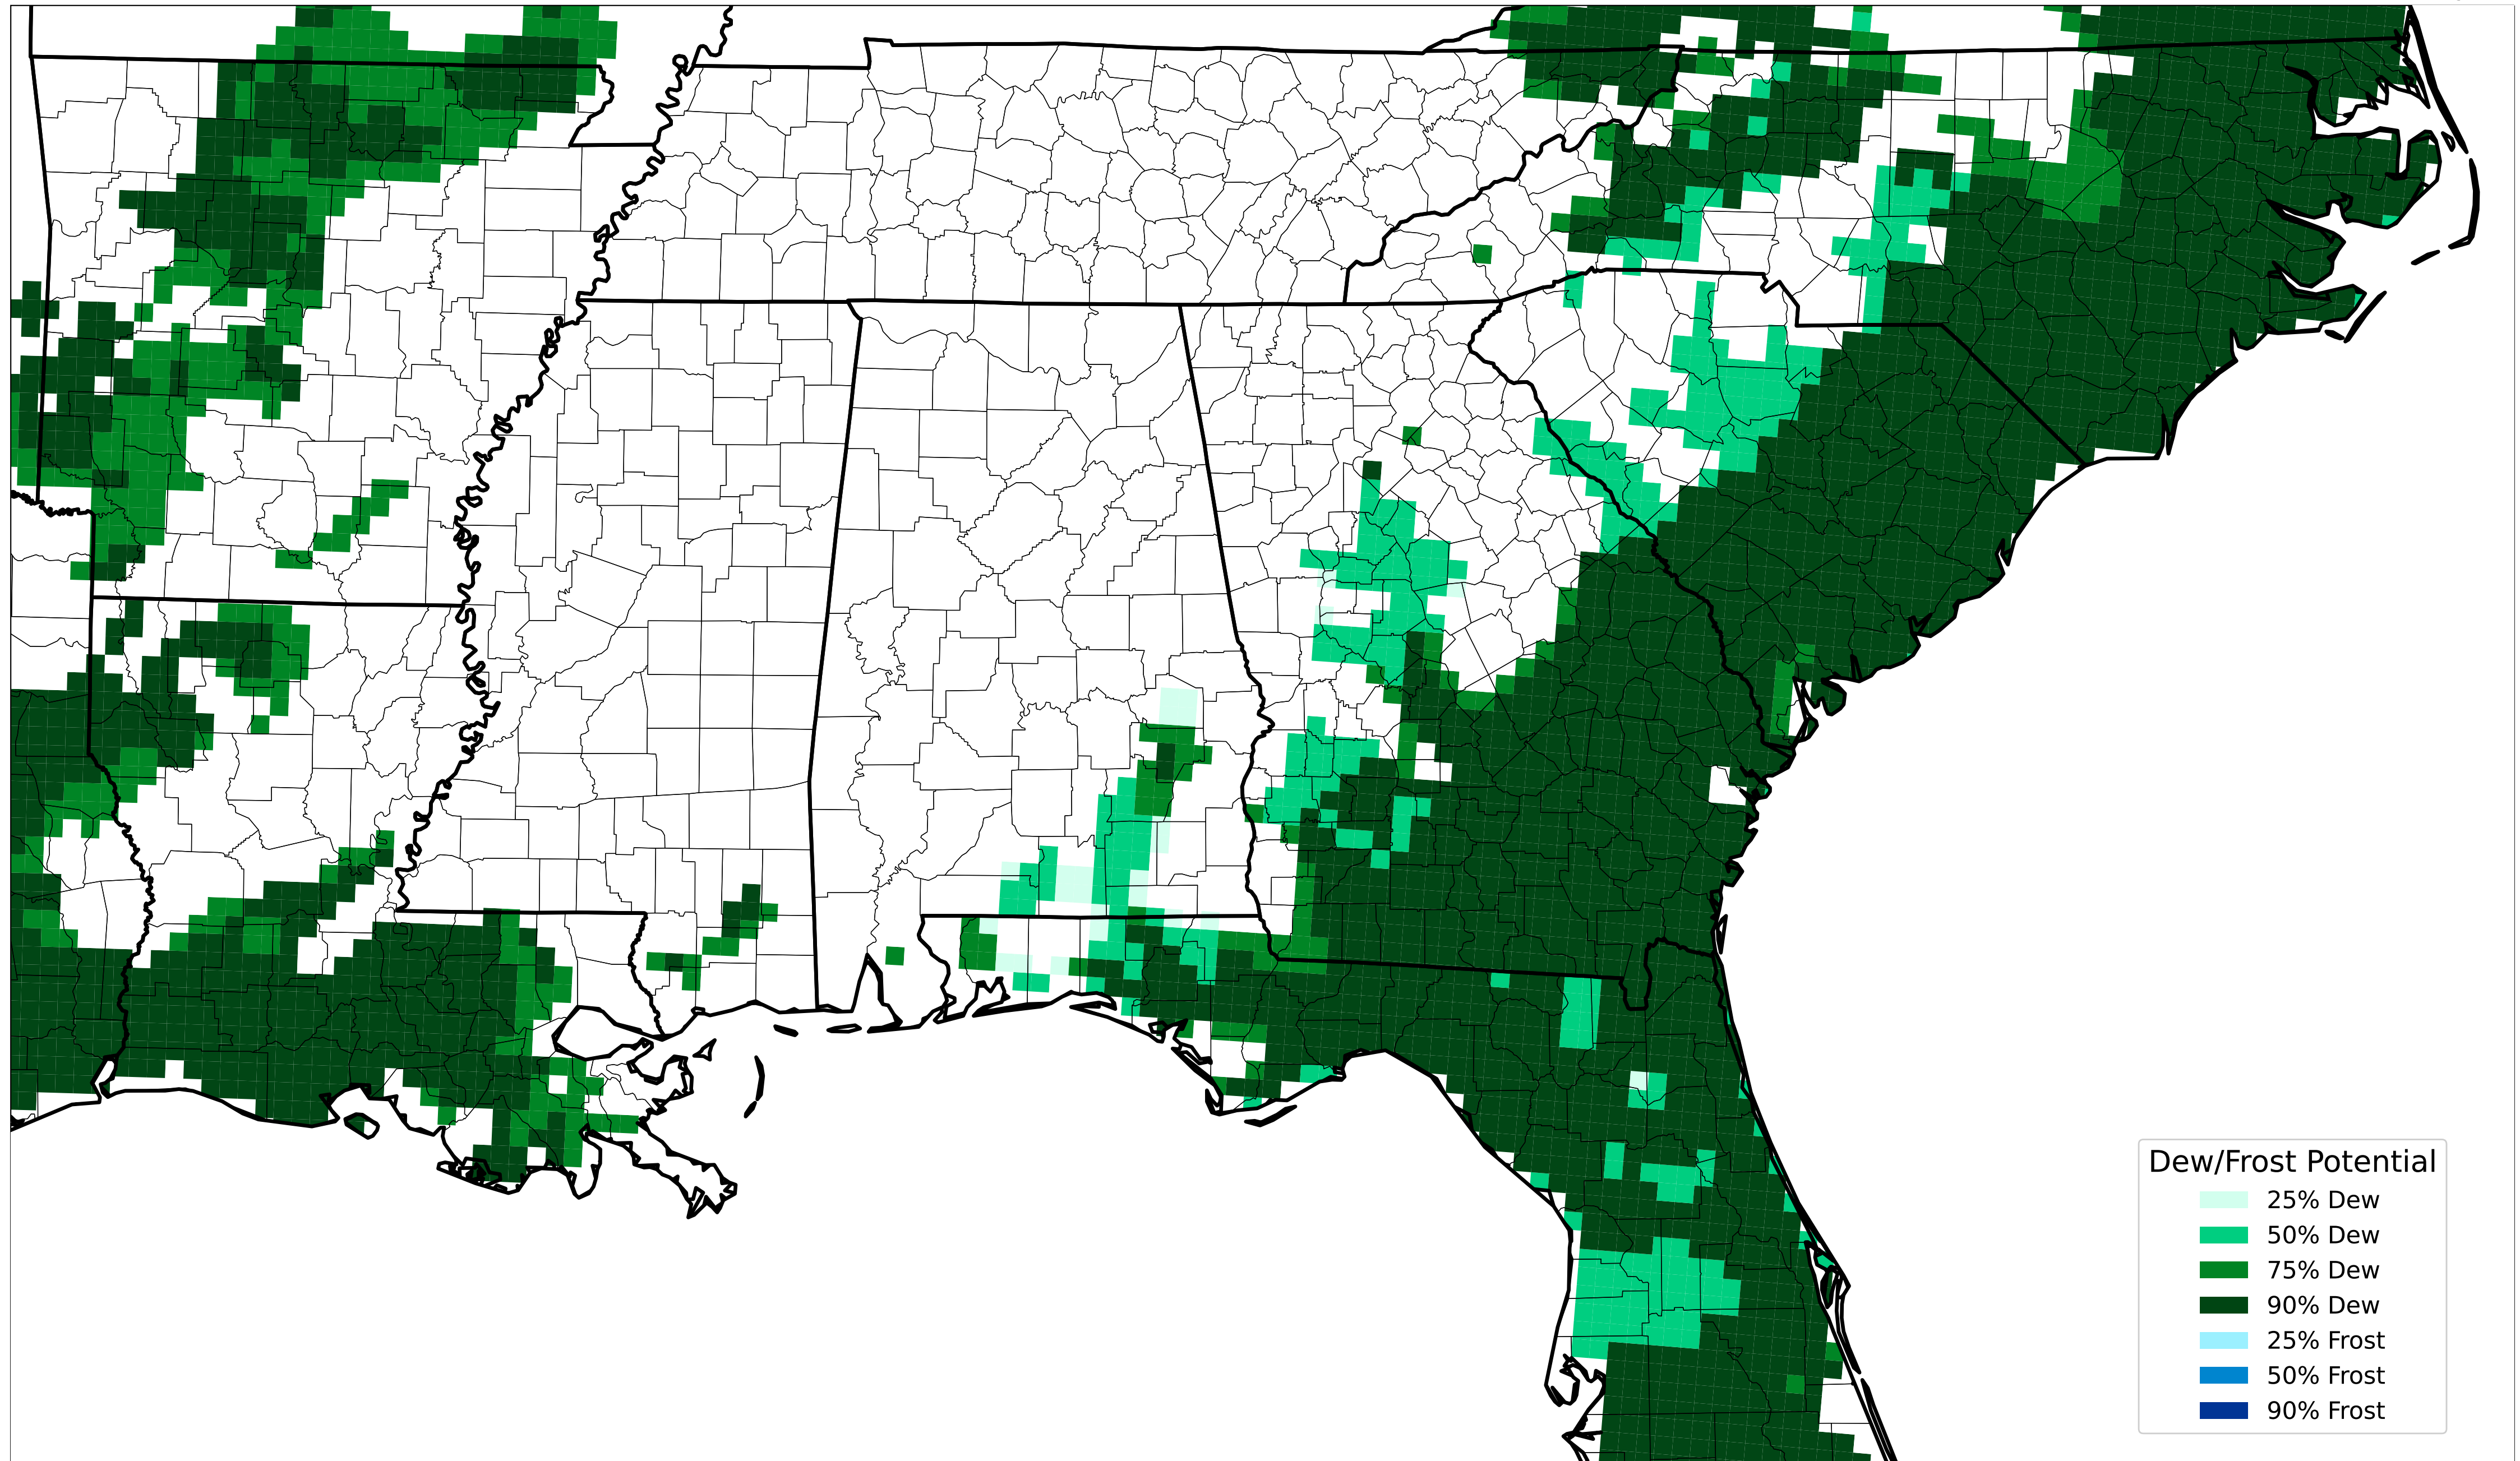 Dew/Frost Potential
25% Dew
50% Dew
75% Dew
90% Dew
25% Frost
50% Frost
90% Frost